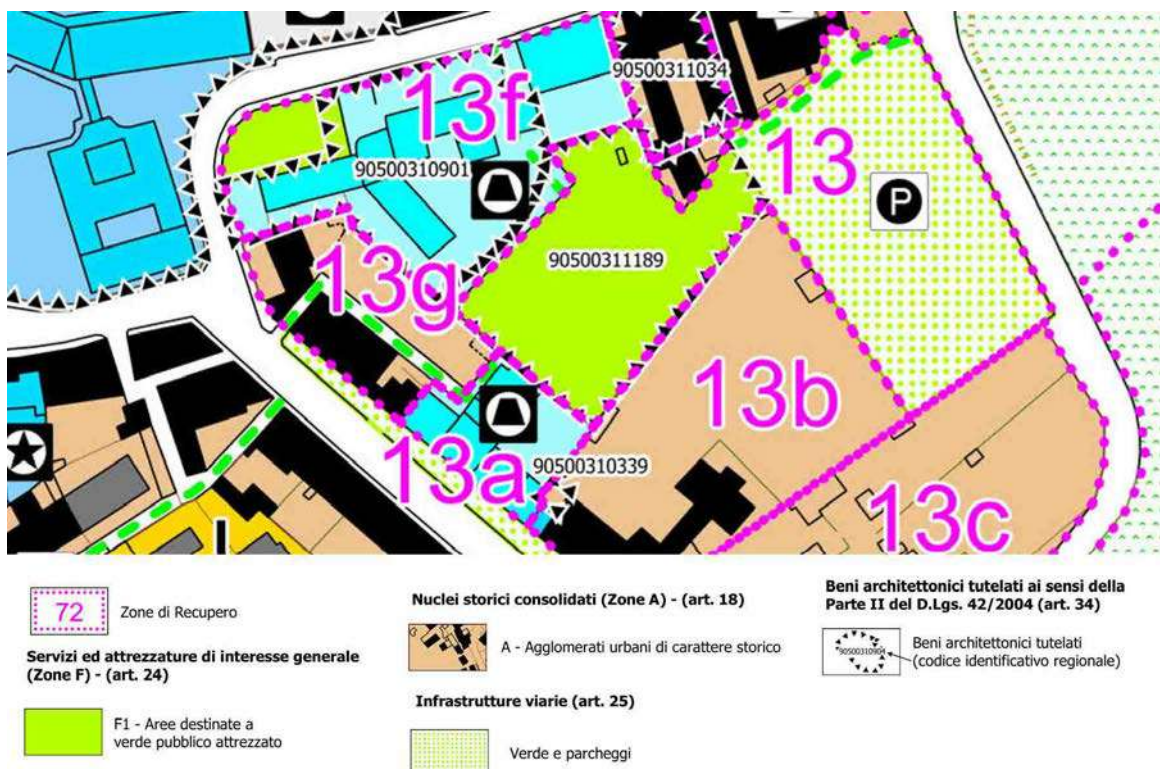 13f
90500311034
90500310901
13
P
90500311189
13g
13b
13a
90500310339
13c
72
Zone di Recupero
Servizi ed attrezzature di interesse generale
(Zone F) - (art. 24)
F1 - Aree destinate a
verde pubblico attrezzato
Nuclei storici consolidati (Zone A) - (art. 18)
A - Agglomerati urbani di carattere storico
Infrastrutture viarie (art. 25)
Verde e parcheggi
Beni architettonici tutelati ai sensi della
Parte II del D.Lgs. 42/2004 (art. 34)
90500310904
Beni architettonici tutelati
(codice identificativo regionale)